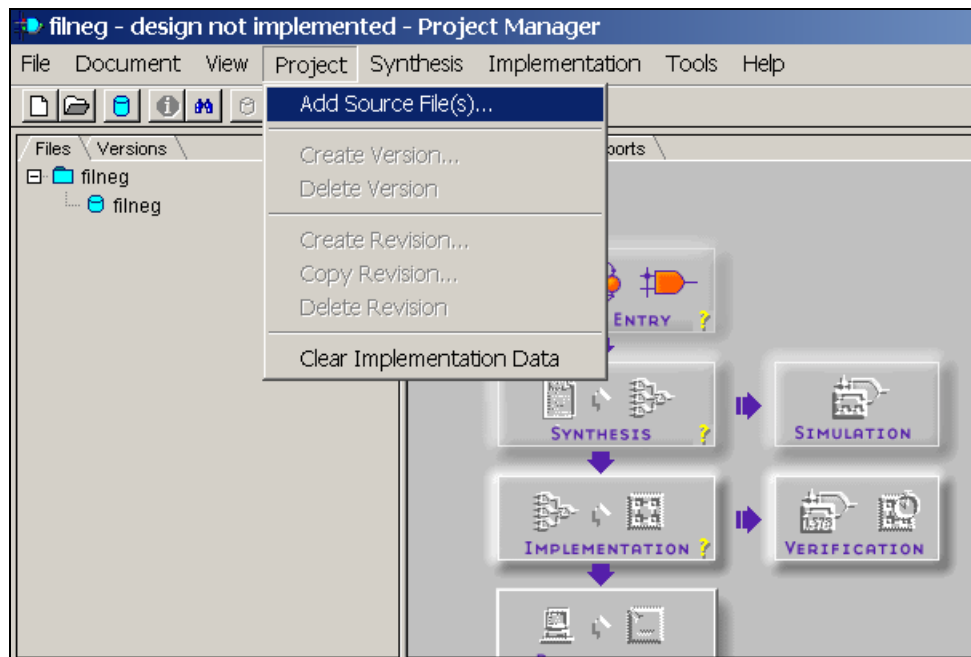 filneg - design not implemented - Project Manager
File Document View Project Synthesis Implementation Tools Help
Add Source File(s)...
Files Versions
Create Version...
filneg
Delete Version
filneg
Create Revision...
Copy Revision...
Delete Revision
ENTRY ?
Clear Implementation Data
SYNTHESIS ?
SIMULATION
IMPLEMENTATION ?
VERIFICATION